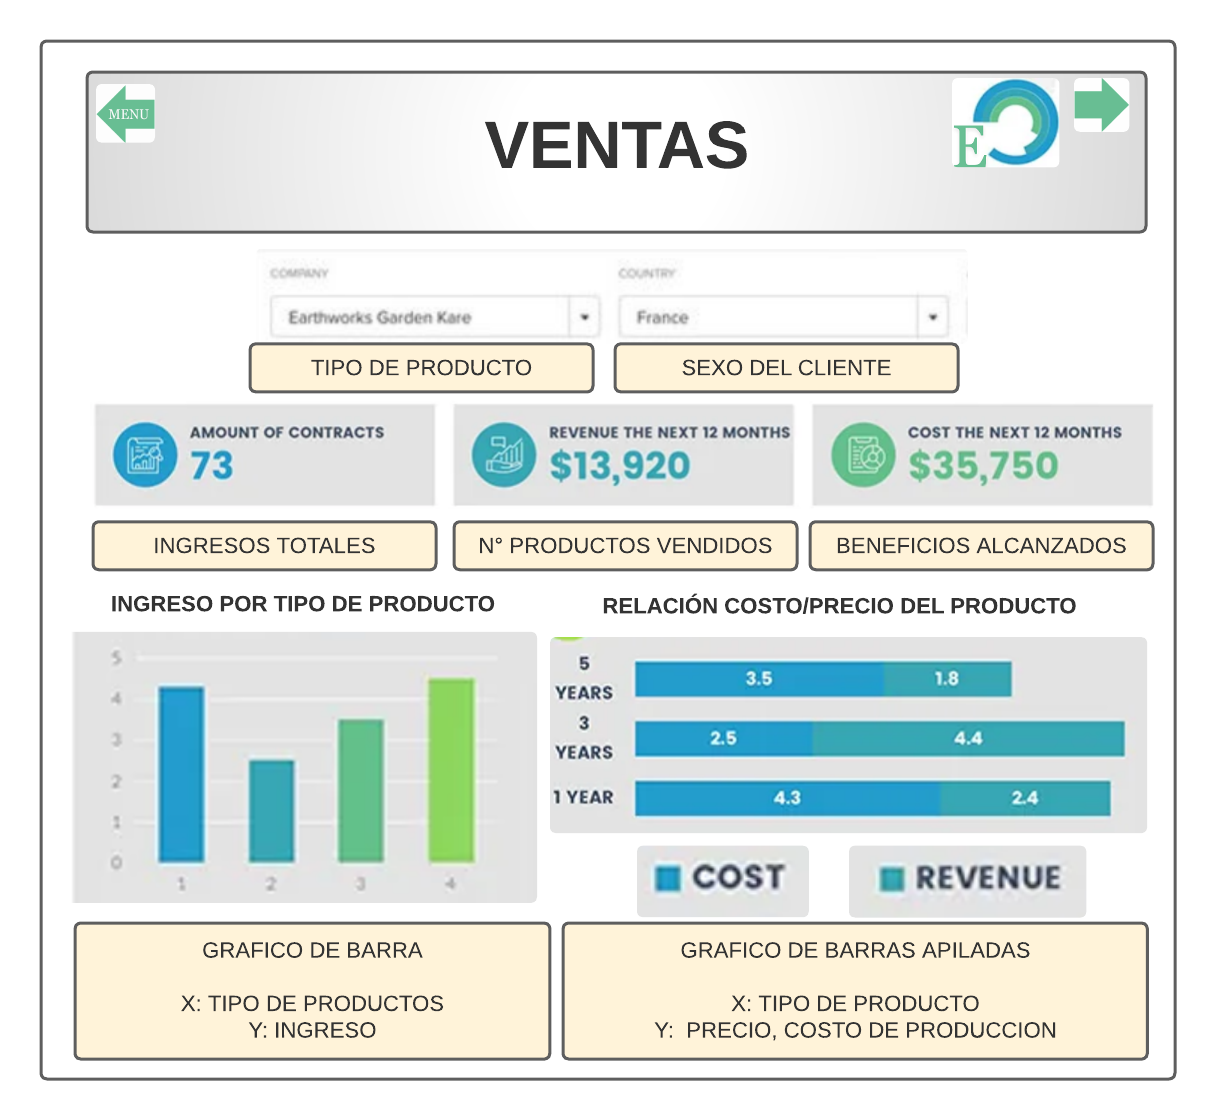 MENU
VENTAS
E
COMPANY
COUNTRY
Earthworks Garden Kare
France
TIPO DE PRODUCTO
SEXO DEL CLIENTE
AMOUNT OF CONTRACTS
73
REVENUE THE NEXT 12 MONTHS
$13,920
COST THE NEXT 12 MONTHS
$35,750
INGRESOS TOTALES
N° PRODUCTOS VENDIDOS
BENEFICIOS ALCANZADOS
INGRESO POR TIPO DE PRODUCTO
5
4
3
2
1
0
1 2 3 4
RELACIÓN COSTO/PRECIO DEL PRODUCTO
5
YEARS
3.5 1.8
3
YEARS
2.5 4.4
1 YEAR
4.3 2.4
COST
REVENUE
GRAFICO DE BARRA
X: TIPO DE PRODUCTOS
Y: INGRESO
GRAFICO DE BARRAS APILADAS
X: TIPO DE PRODUCTO
Y: PRECIO, COSTO DE PRODUCCION